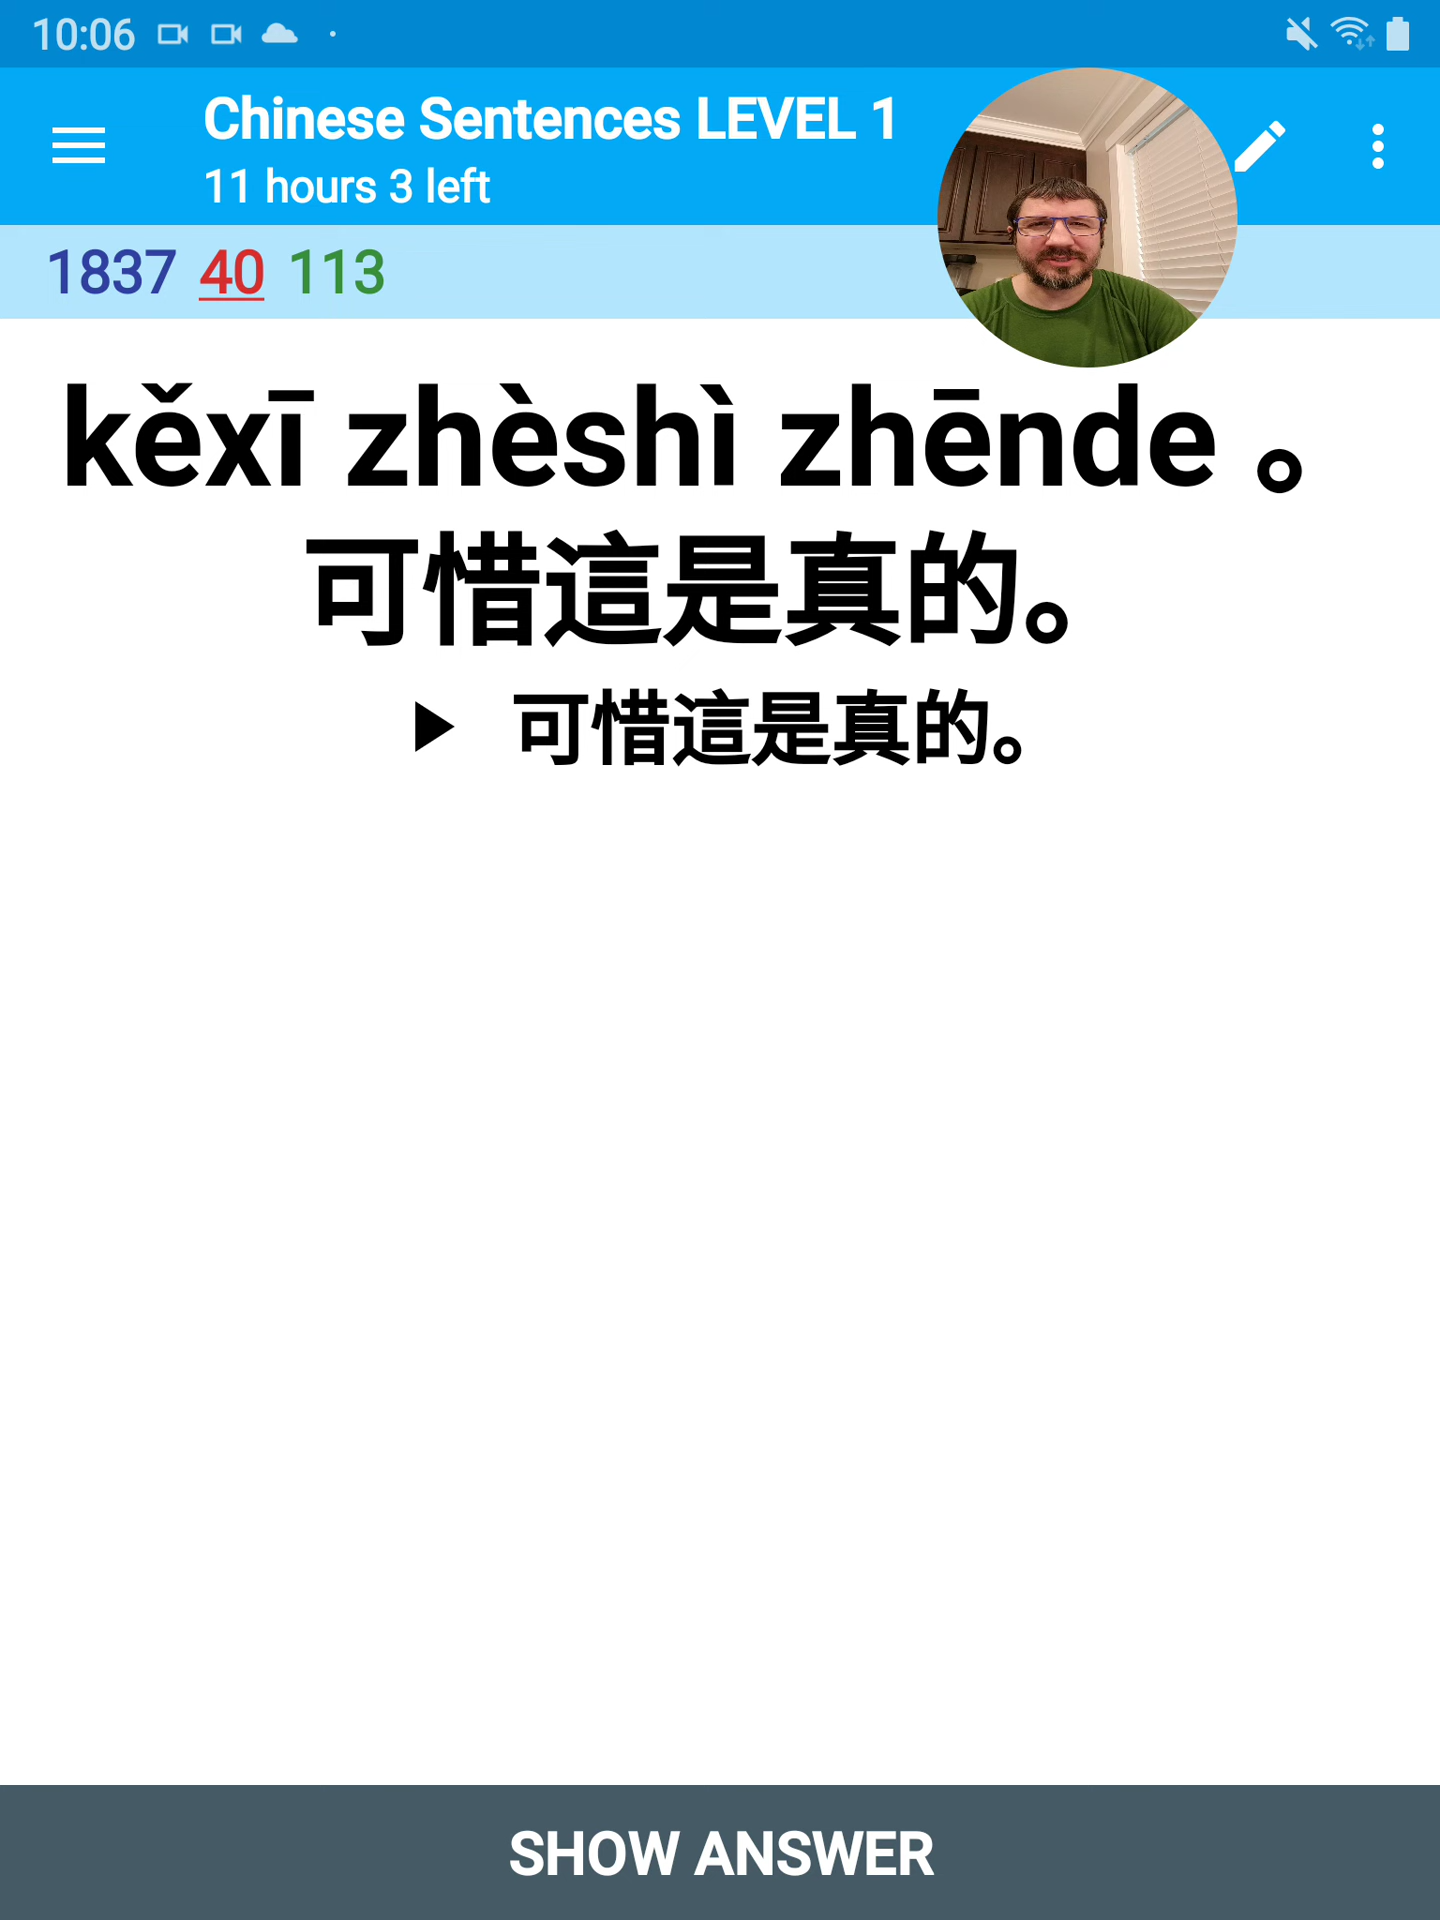 10:06
Chinese Sentences LEVEL 1
11 hours 3 left
1837 40 113
kěxī zhèshì zhēnde 。
可惜這是真的。
可惜這是真的。
SHOW ANSWER